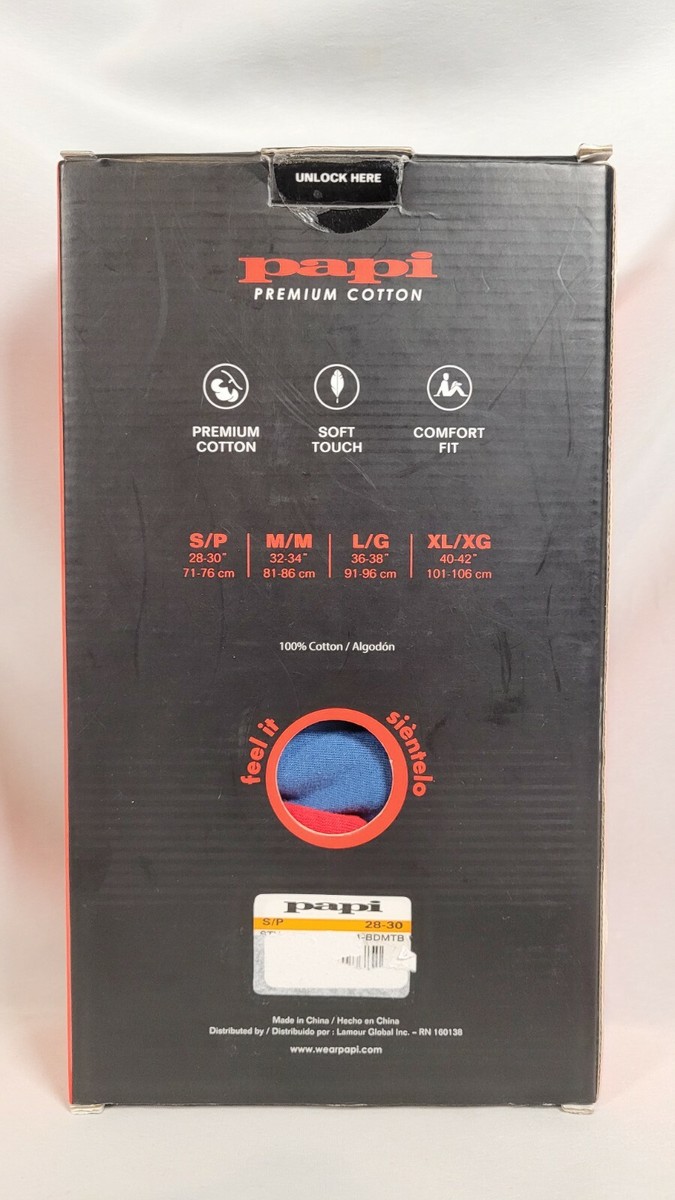 UNLOCK HERE
papi
PREMIUM COTTON
PREMIUM COTTON
SOFT TOUCH
COMFORT FIT
S/P
28-30"
71-76 cm
M/M
32-34"
81-86 cm
L/G
36-38"
91-96 cm
XL/XG
40-42"
101-106 cm
100% Cotton / Algodón
feel it
sièntelo
papi
S/P 28-30
-BDMTB
Made in China / Hecho en China
Distributed by / Distribuido por : Lamour Global Inc. – RN 160138
www.wearpapi.com